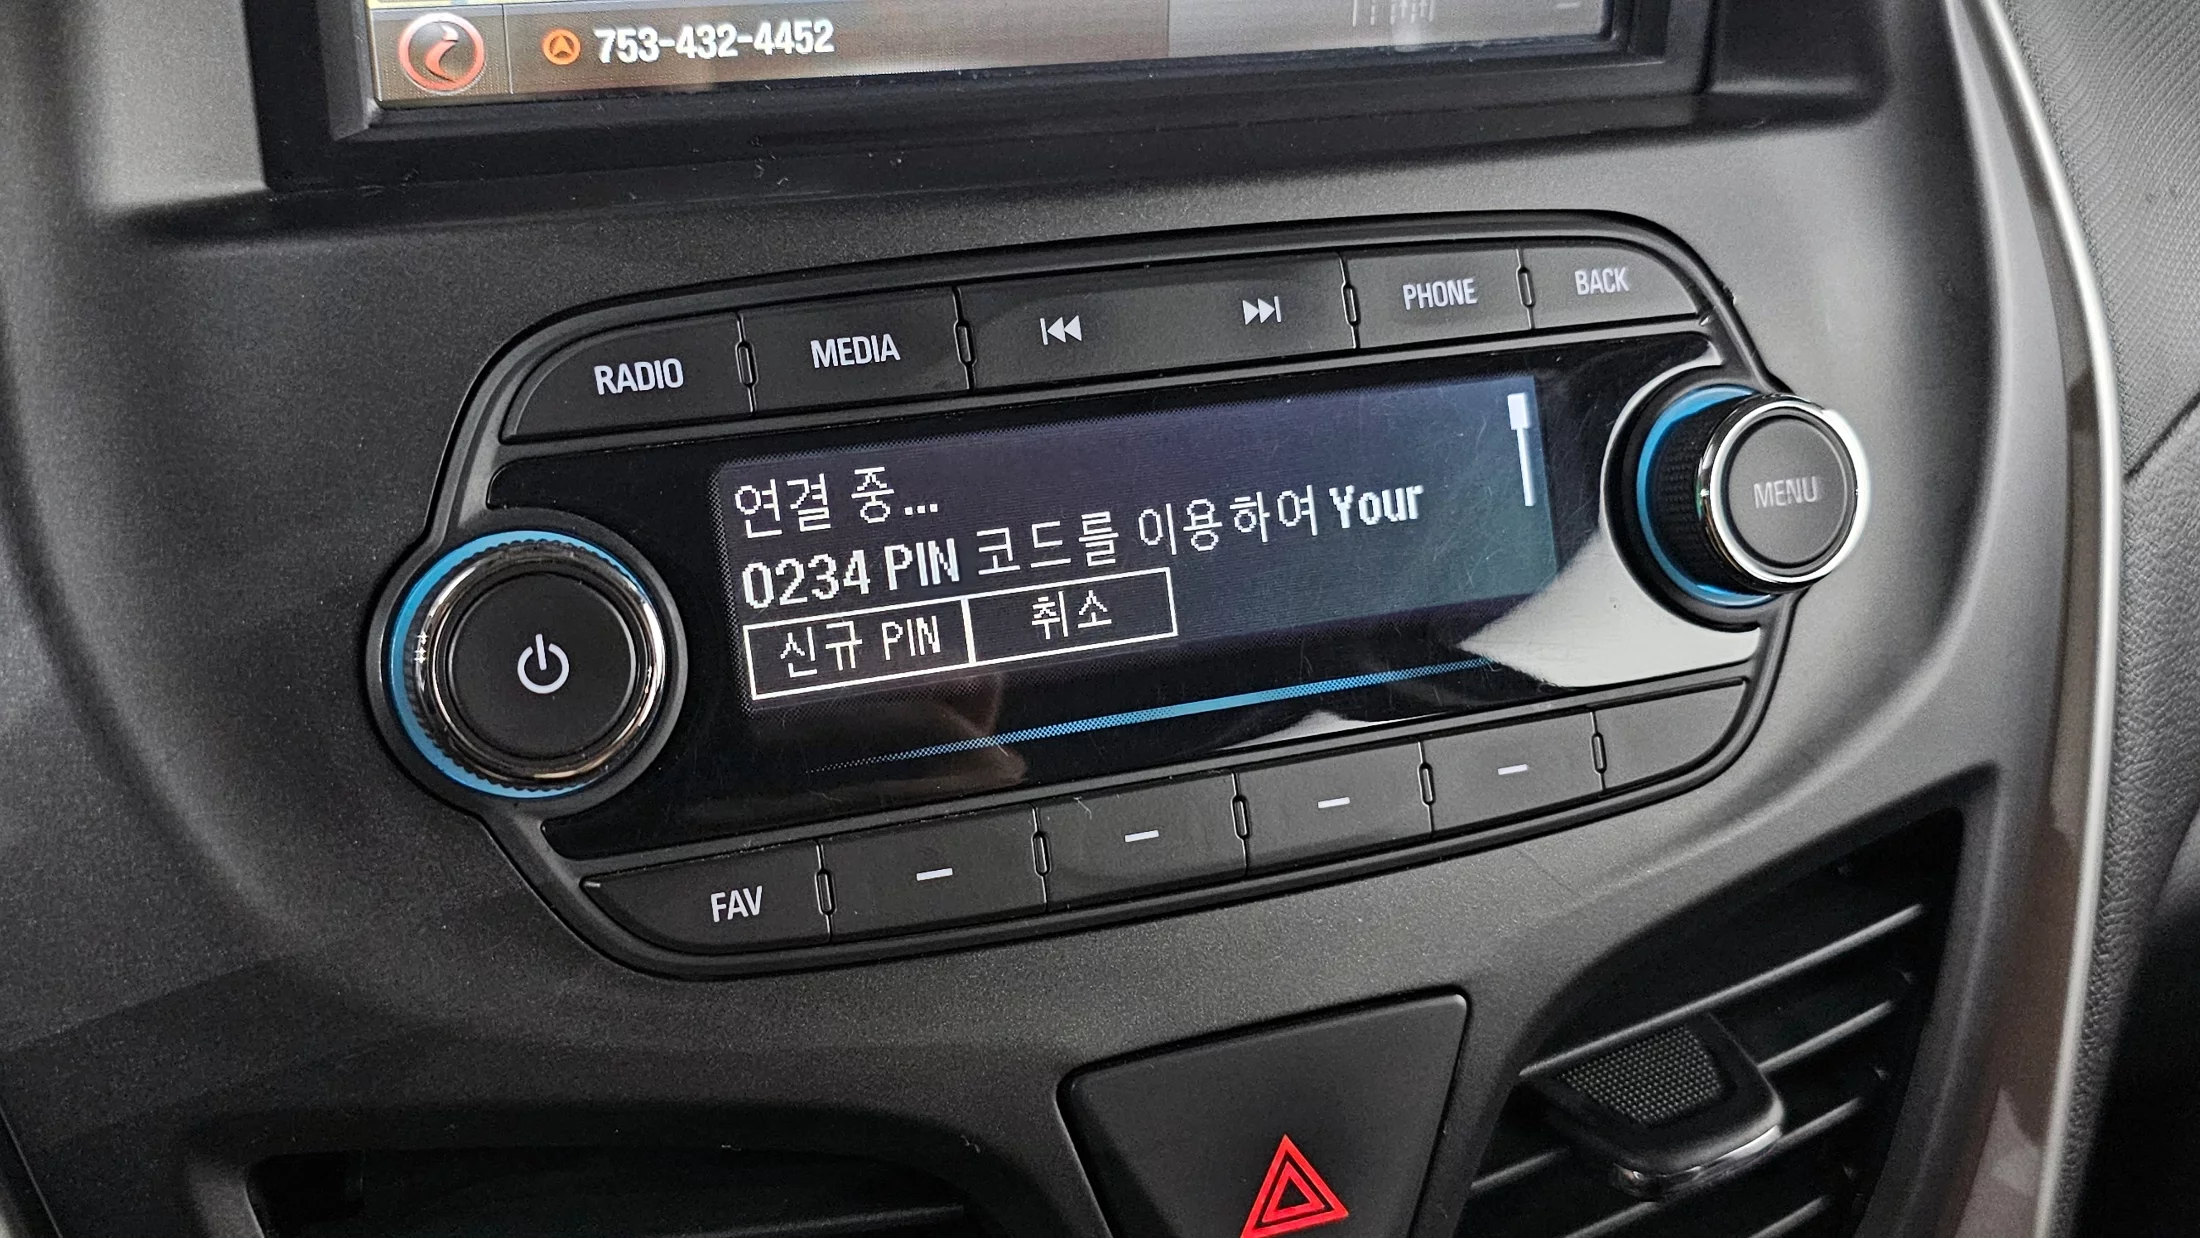 753-432-4452
RADIO
MEDIA
PHONE
BACK
연결 중...
0234 PIN 코드를 이용하여 Your
신규 PIN
취소
MENU
FAV